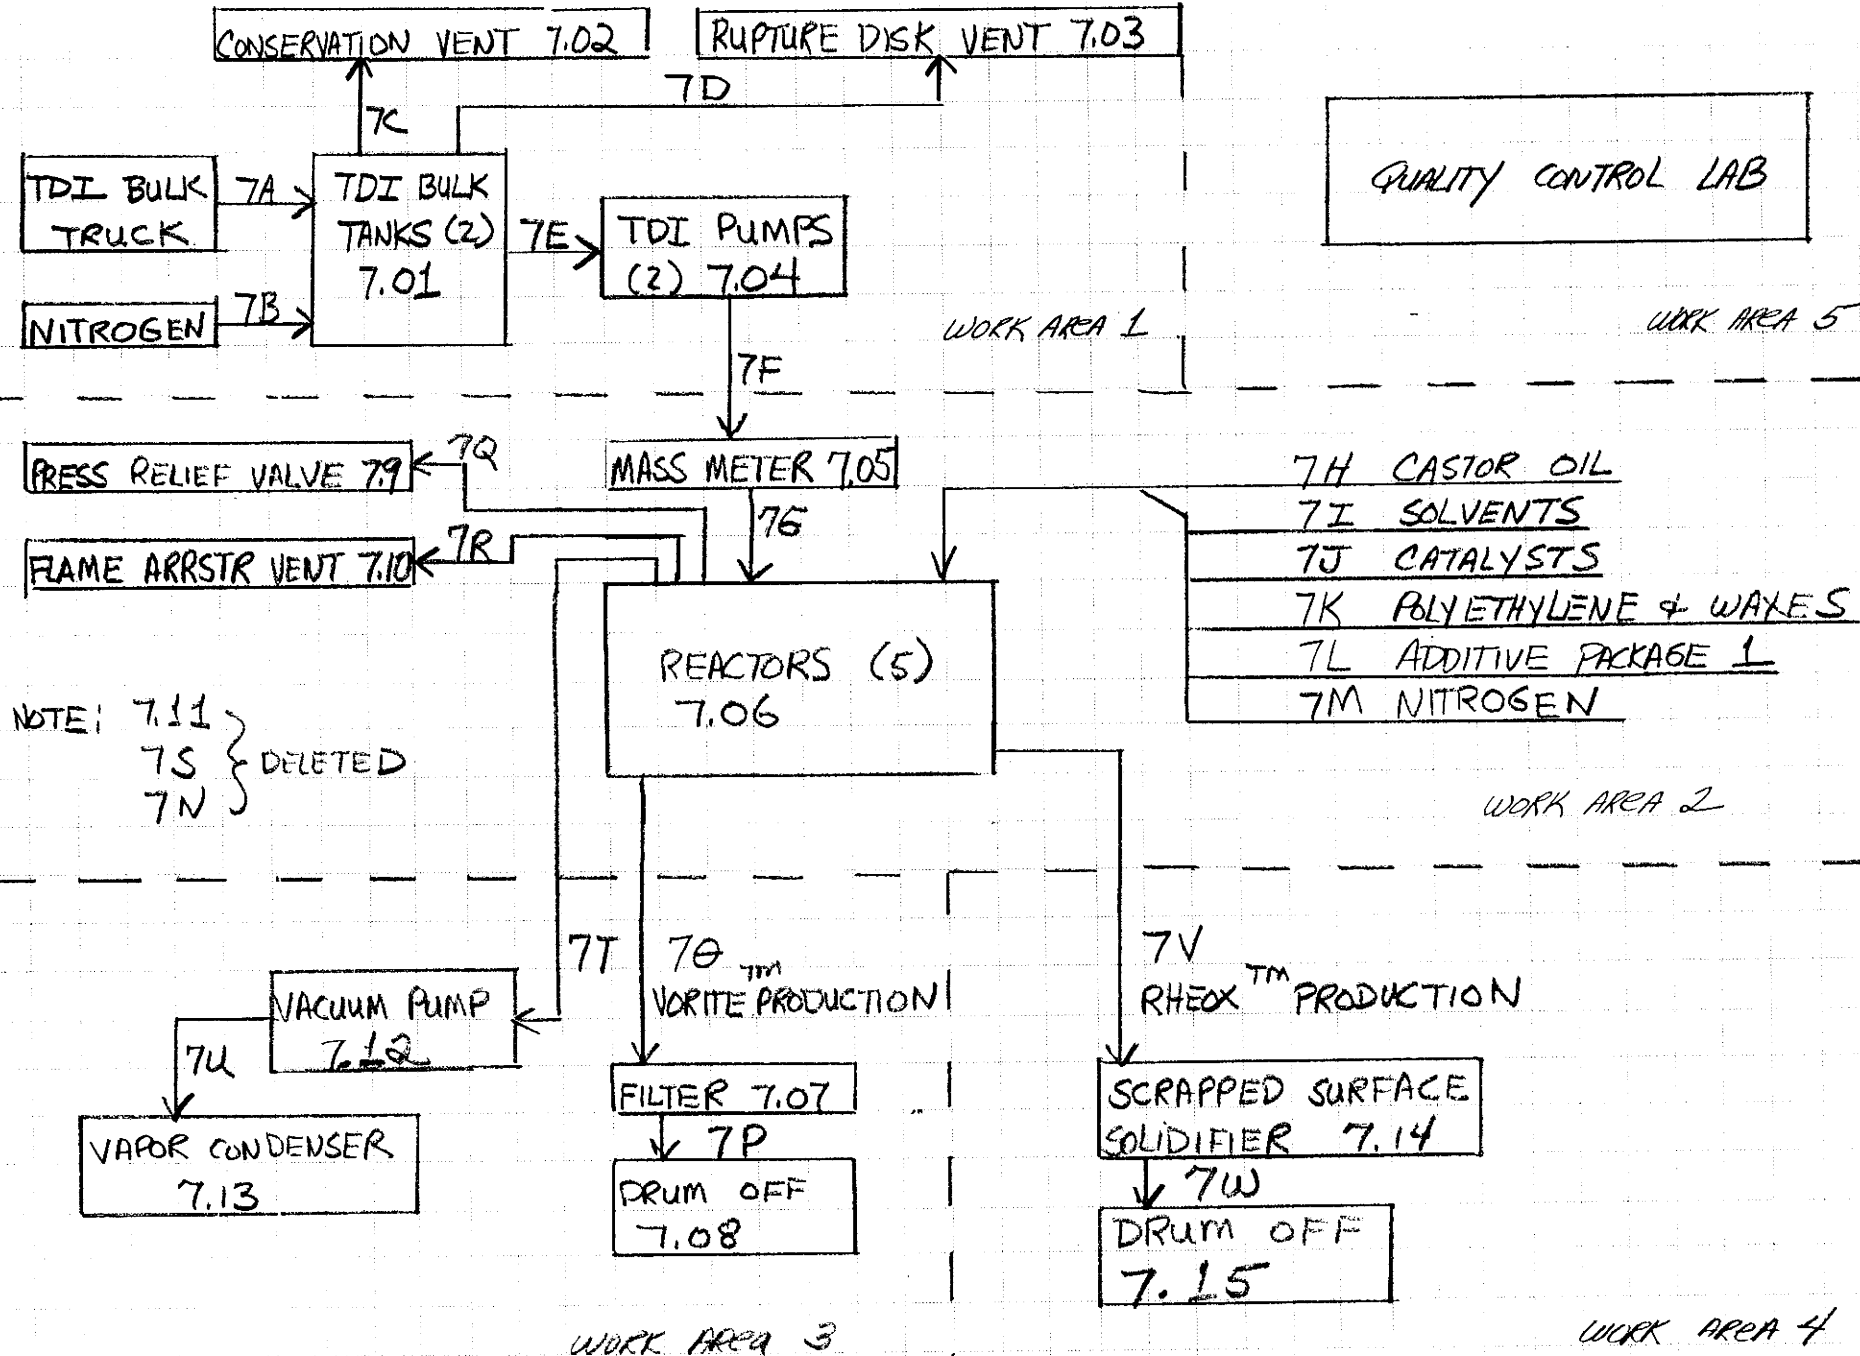 CONSERVATION VENT 7.02
RUPTURE DISK VENT 7.03
7D
7C
QUALITY CONTROL LAB
TDI BULK
TRUCK
7A
TDI BULK
TANKS (2)
7.01
7E
TDI PUMPS
(2) 7.04
NITROGEN
7B
WORK AREA 1
WORK AREA 5
7F
PRESS RELIEF VALVE 7.9
7Q
MASS METER 7.05
7G
7H CASTOR OIL
7I SOLVENTS
7J CATALYSTS
7K POLYETHYLENE & WAXES
7L ADDITIVE PACKAGE 1
7M NITROGEN
FLAME ARRSTR VENT 7.10
7R
REACTORS (5)
7.06
NOTE: 7.11
7S
7N
DELETED
WORK AREA 2
7T
7O
VORITE™ PRODUCTION
7V
RHEOX™ PRODUCTION
VACUUM PUMP
7.12
7U
VAPOR CONDENSER
7.13
FILTER 7.07
7P
DRUM OFF
7.08
SCRAPPED SURFACE
SOLIDIFIER 7.14
7W
DRUM OFF
7.15
WORK AREA 3
WORK AREA 4